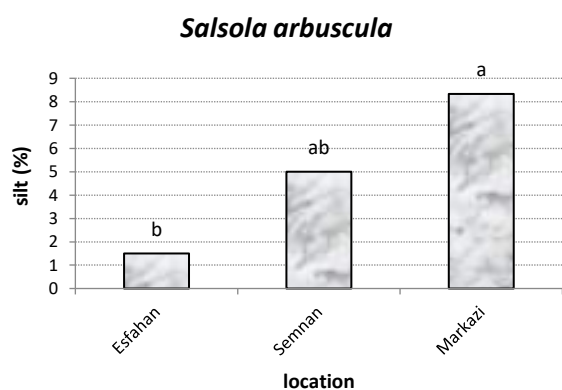 Salsola arbuscula
silt (%)
9
8
7
6
5
4
3
2
1
0
b
ab
a
Esfahan
Semnan
Markazi
location